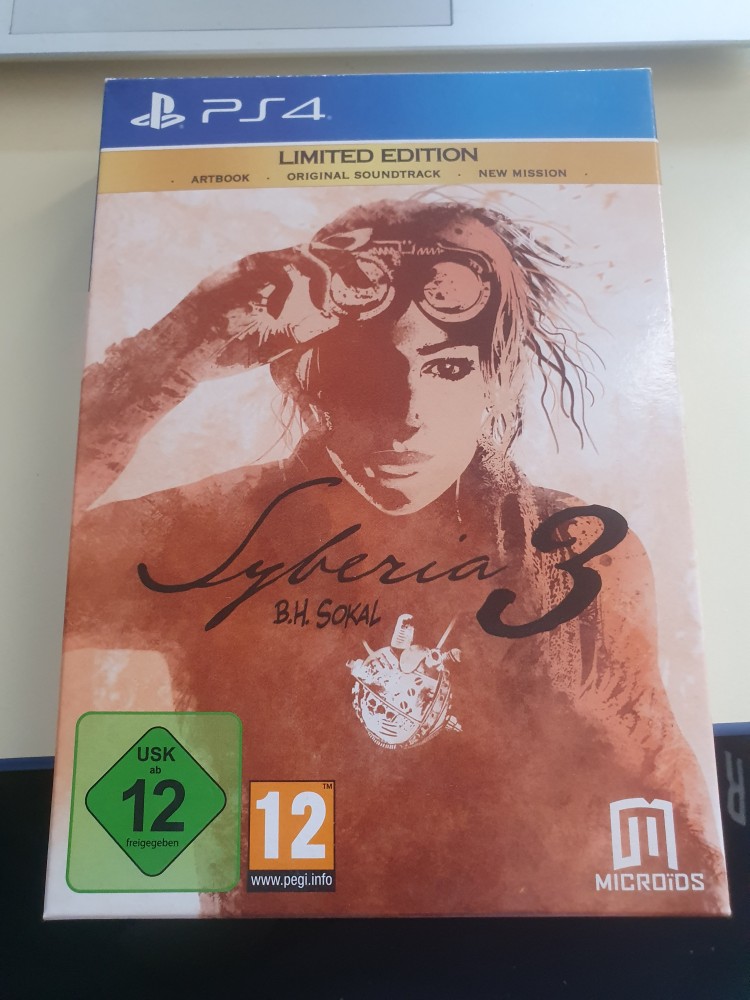 PS4
LIMITED EDITION
· ARTBOOK · ORIGINAL SOUNDTRACK · NEW MISSION ·
Syberia 3
B.H. SOKAL
USK
ab
12
freigegeben
12
TM
www.pegi.info
MICROÏDS